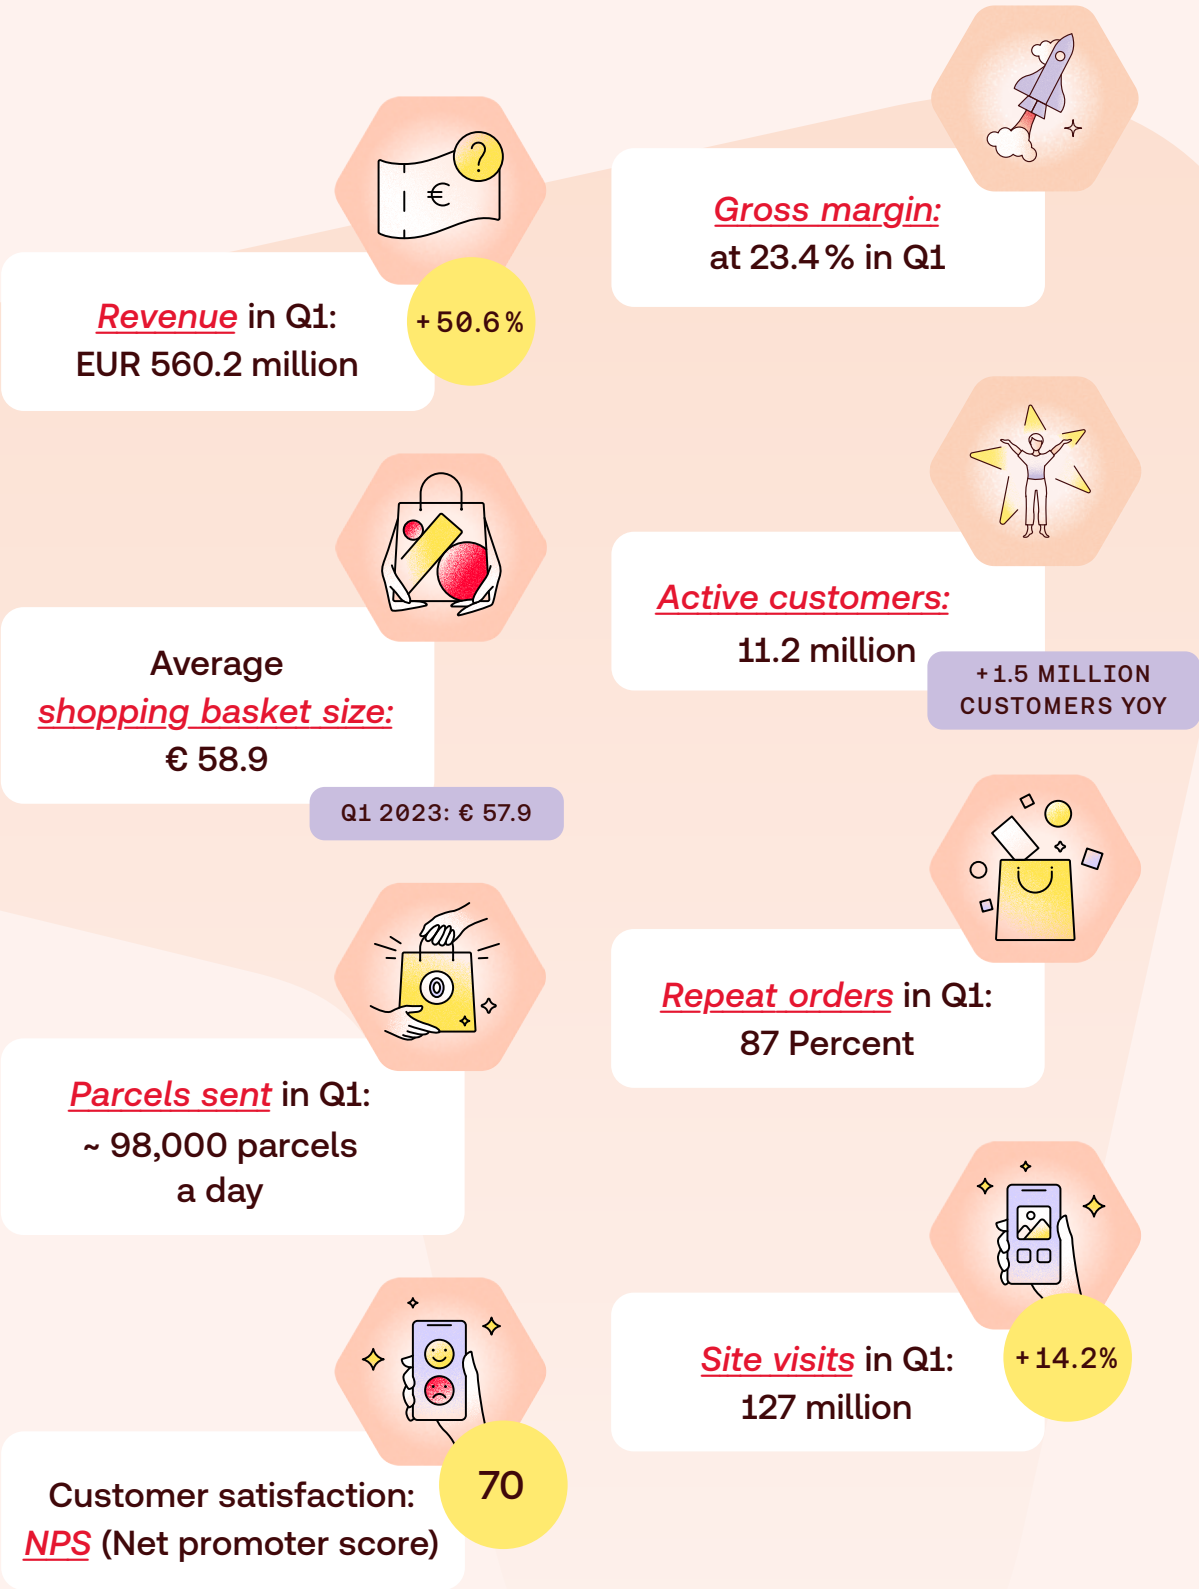 Revenue in Q1:
EUR 560.2 million
+50.6%
Gross margin:
at 23.4% in Q1
Average
shopping basket size:
€ 58.9
Q1 2023: € 57.9
Active customers:
11.2 million
+1.5 MILLION
CUSTOMERS YOY
Parcels sent in Q1:
~ 98,000 parcels
a day
Repeat orders in Q1:
87 Percent
Customer satisfaction:
NPS (Net promoter score)
70
Site visits in Q1:
127 million
+14.2%